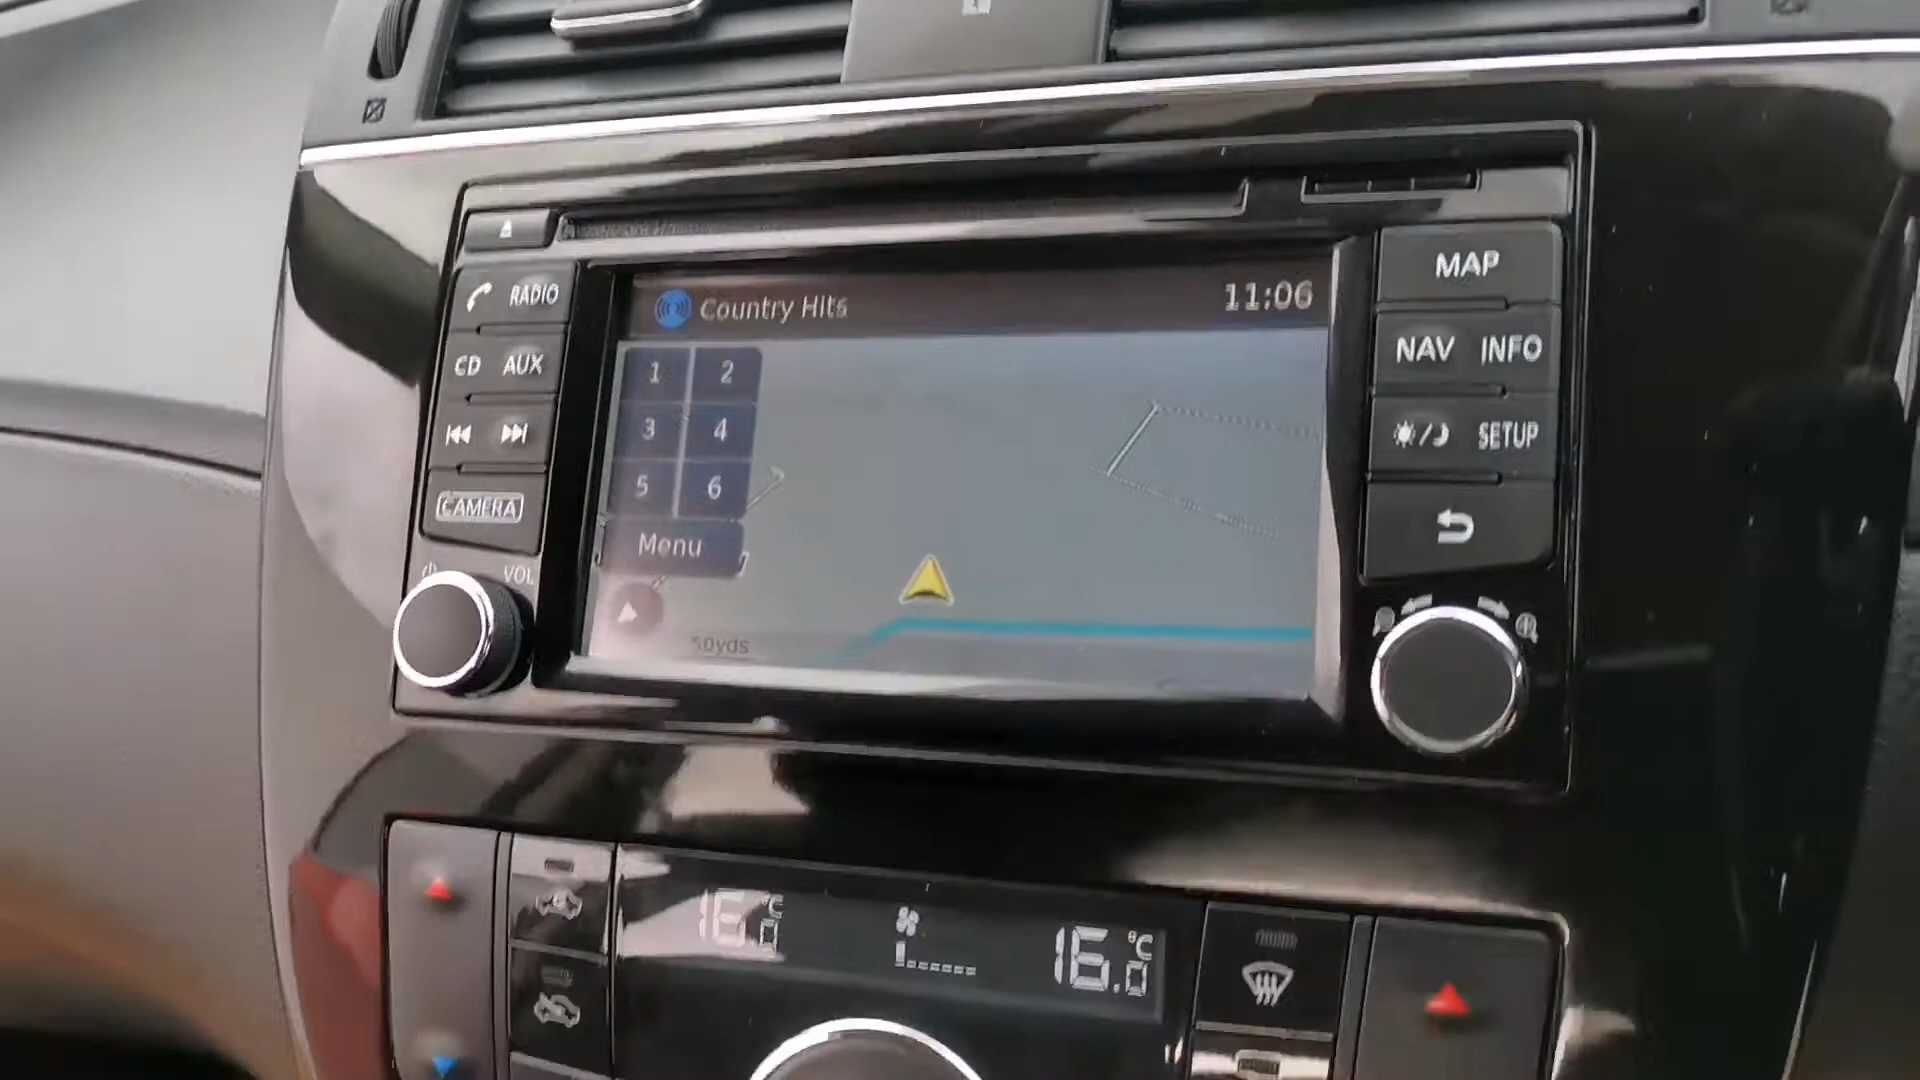 Country Hits
11:06
1
2
3
4
5
6
Menu
50yds
RADIO
CD
AUX
CAMERA
VOL
MAP
NAV
INFO
SETUP
16.0
°C
16.0
°C